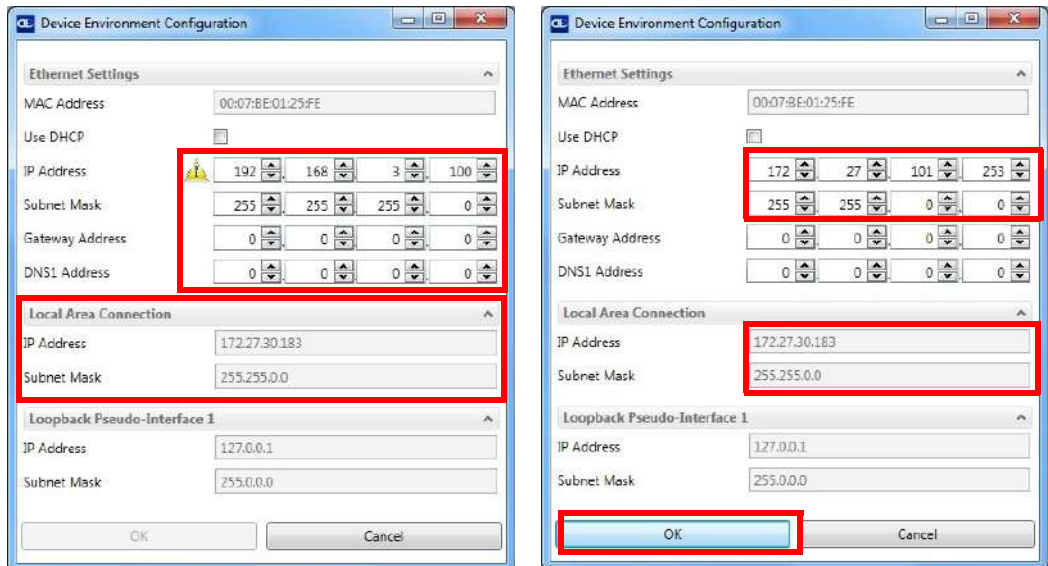 Device Environment Configuration
Ethernet Settings
MAC Address 00:07:BE:01:25:FE
Use DHCP
IP Address 192 . 168 . 3 . 100
Subnet Mask 255 . 255 . 255 . 0
Gateway Address 0 . 0 . 0 . 0
DNS1 Address 0 . 0 . 0 . 0
Local Area Connection
IP Address 172.27.30.183
Subnet Mask 255.255.0.0
Loopback Pseudo-Interface 1
IP Address 127.0.0.1
Subnet Mask 255.0.0.0
OK Cancel
Device Environment Configuration
Ethernet Settings
MAC Address 00:07:BE:01:25:FE
Use DHCP
IP Address 172 . 27 . 101 . 253
Subnet Mask 255 . 255 . 0 . 0
Gateway Address 0 . 0 . 0 . 0
DNS1 Address 0 . 0 . 0 . 0
Local Area Connection
IP Address 172.27.30.183
Subnet Mask 255.255.0.0
Loopback Pseudo-Interface 1
IP Address 127.0.0.1
Subnet Mask 255.0.0.0
OK Cancel